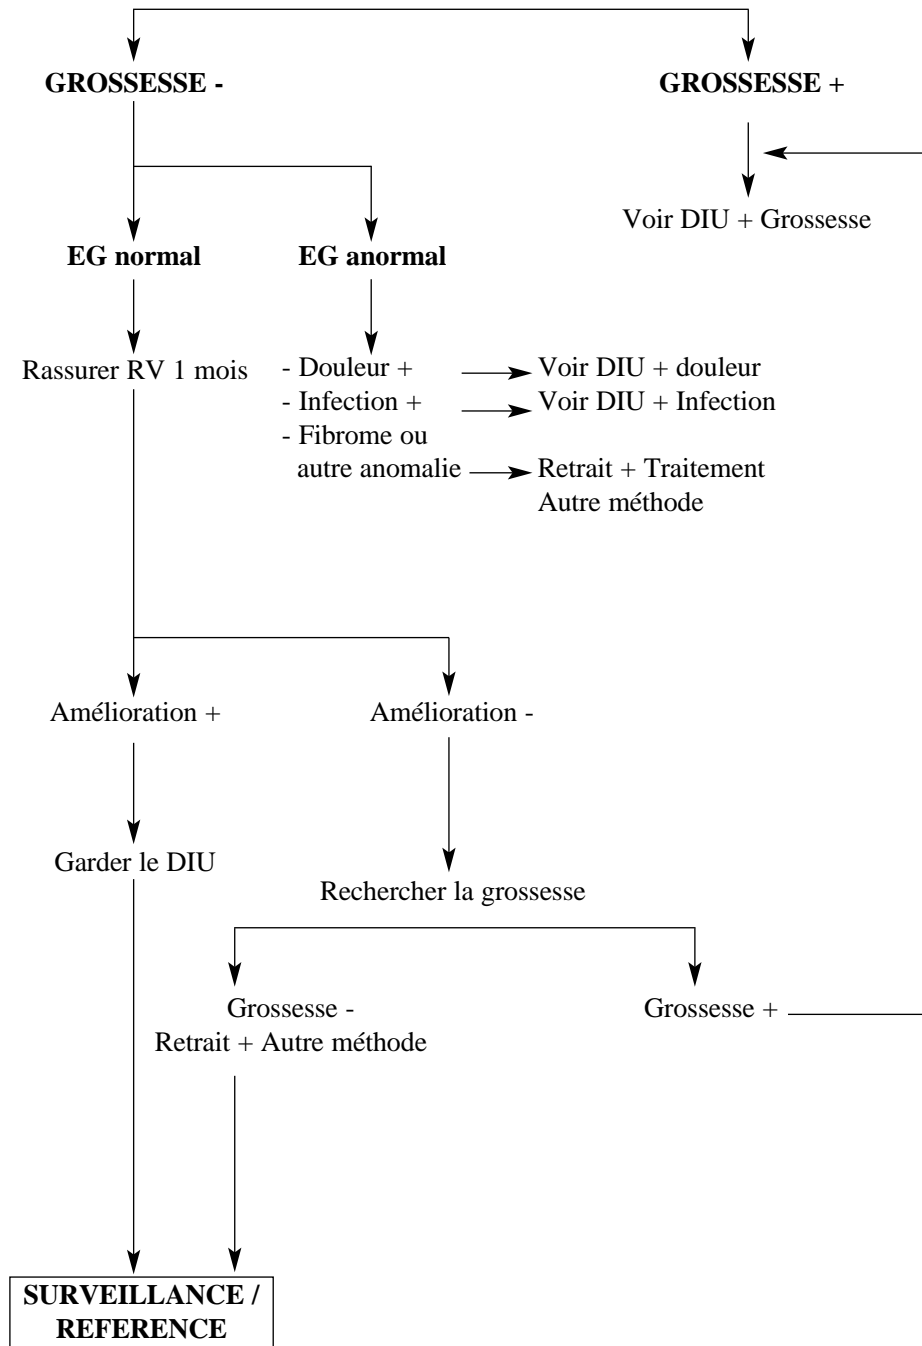 GROSSESSE -
GROSSESSE +
Voir DIU + Grossesse
EG normal
EG anormal
Rassurer RV 1 mois
- Douleur +
Voir DIU + douleur
- Infection +
Voir DIU + Infection
- Fibrome ou
autre anomalie
Retrait + Traitement
Autre méthode
Amélioration +
Amélioration -
Garder le DIU
Rechercher la grossesse
Grossesse -
Retrait + Autre méthode
Grossesse +
SURVEILLANCE /
REFERENCE